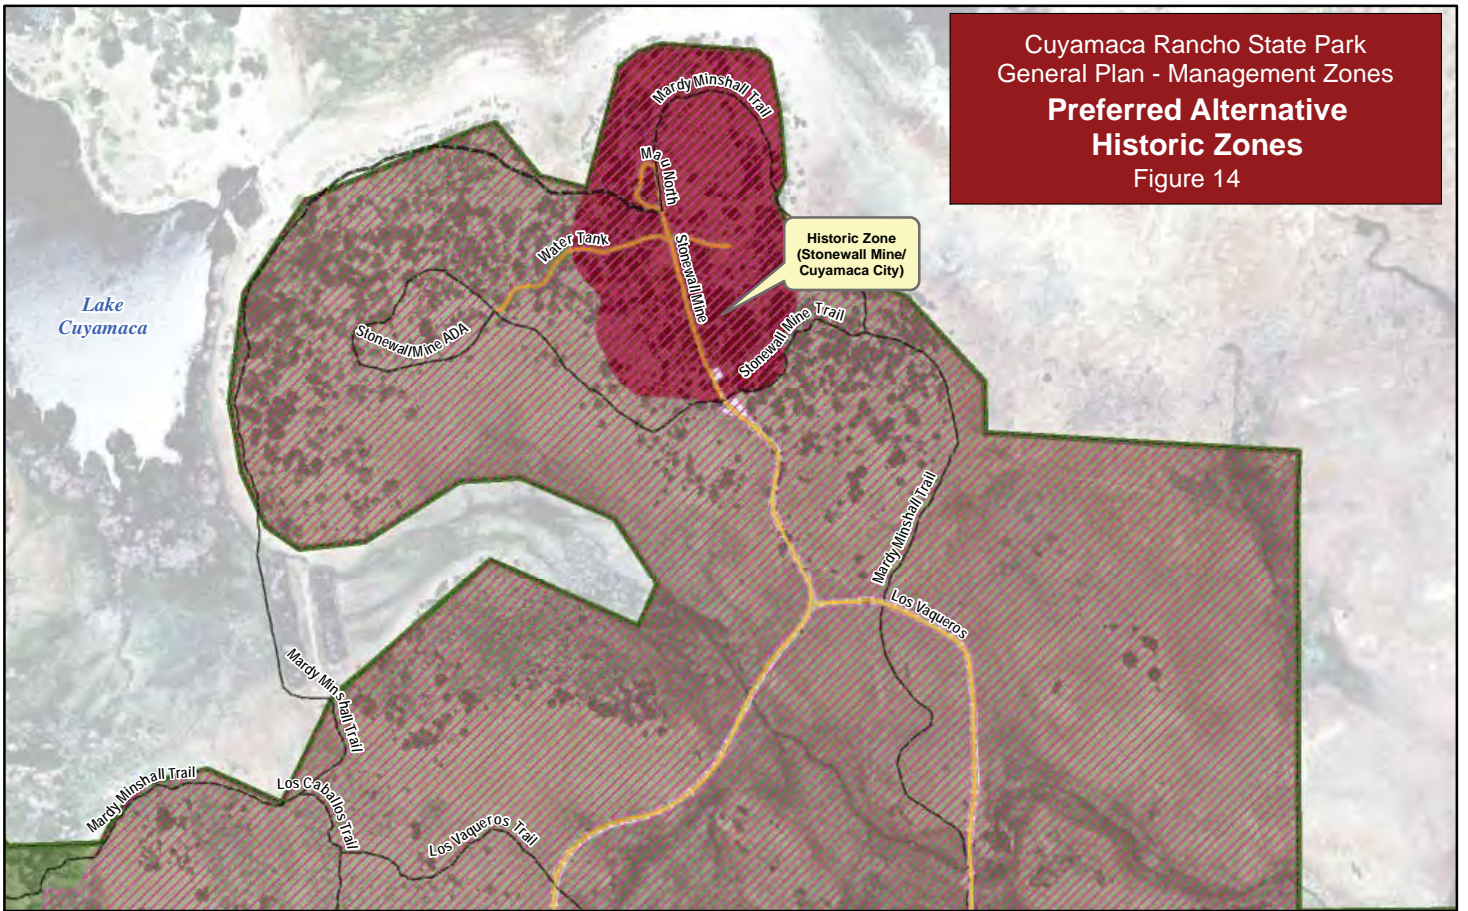 Cuyamaca Rancho State Park
General Plan - Management Zones
Preferred Alternative
Historic Zones
Figure 14
Mardy Minshall Trail
Mau North
Water Tank
Stonewall Mine
Historic Zone
(Stonewall Mine/
Cuyamaca City)
Lake
Cuyamaca
Stonewall Mine ADA
Stonewall Mine Trail
Mardy Minshall Trail
Los Vaqueros
Mardy Minshall Trail
Mardy Minshall Trail
Los Caballos Trail
Los Vaqueros Trail